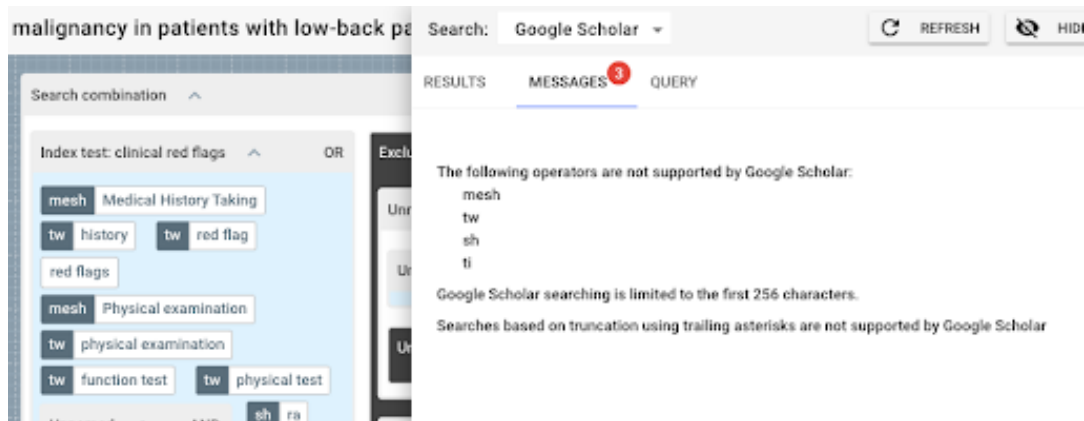 malignancy in patients with low-back pa
Search combination
Index test: clinical red flags OR
mesh Medical History Taking
tw history tw red flag
red flags
mesh Physical examination
tw physical examination
tw function test tw physical test
sh ra
Search: Google Scholar REFRESH HIDE
RESULTS MESSAGES 3 QUERY
The following operators are not supported by Google Scholar:
mesh
tw
sh
ti
Google Scholar searching is limited to the first 256 characters.
Searches based on truncation using trailing asterisks are not supported by Google Scholar